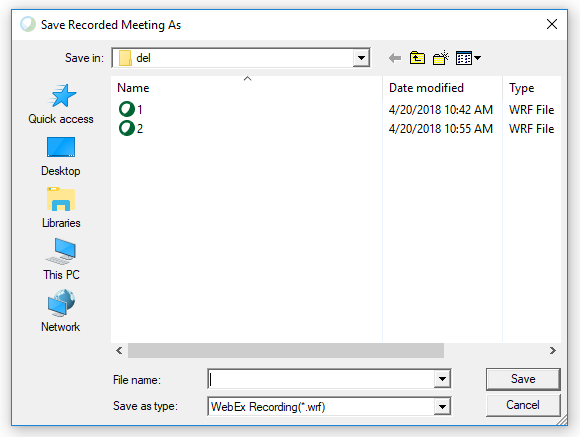 Save Recorded Meeting As
Save in: del
Name Date modified Type
1 4/20/2018 10:42 AM WRF File
2 4/20/2018 10:55 AM WRF File
Quick access
Desktop
Libraries
This PC
Network
File name: Save
Save as type: WebEx Recording(*.wrf) Cancel